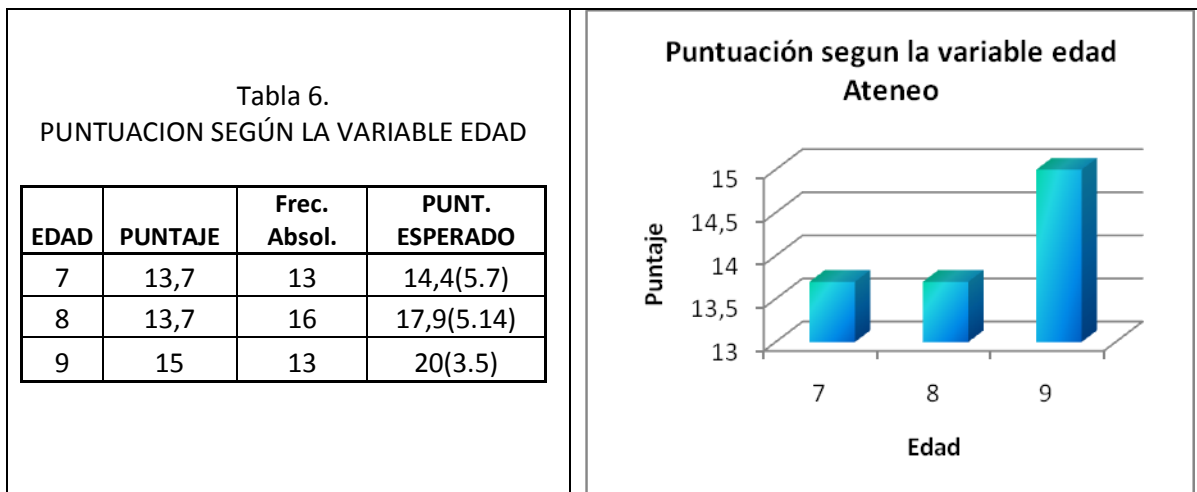 Tabla 6.
PUNTUACION SEGÚN LA VARIABLE EDAD
EDAD PUNTAJE Frec. Absol. PUNT. ESPERADO
7 13,7 13 14,4(5.7)
8 13,7 16 17,9(5.14)
9 15 13 20(3.5)
Puntuación segun la variable edad
Ateneo
Puntaje
15
14,5
14
13,5
13
7 8 9
Edad